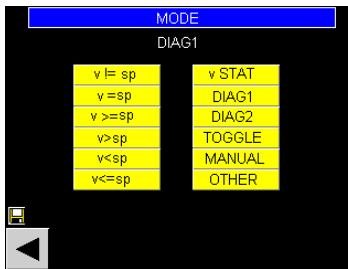 MODE
DIAG1
v != sp
v STAT
v =sp
DIAG1
v >=sp
DIAG2
v>sp
TOGGLE
v<sp
MANUAL
v<=sp
OTHER